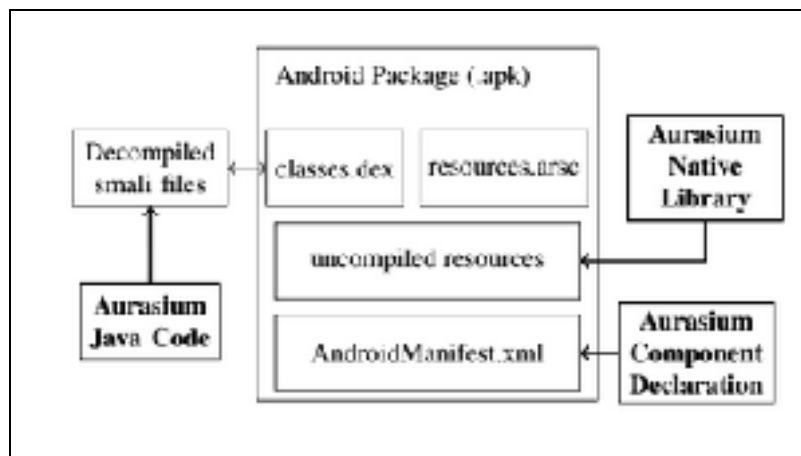 Android Package (.apk)
Decompiled
smali files
classes.dex
resources.arsc
Aurasium
Native
Library
uncompiled resources
Aurasium
Java Code
AndroidManifest.xml
Aurasium
Component
Declaration